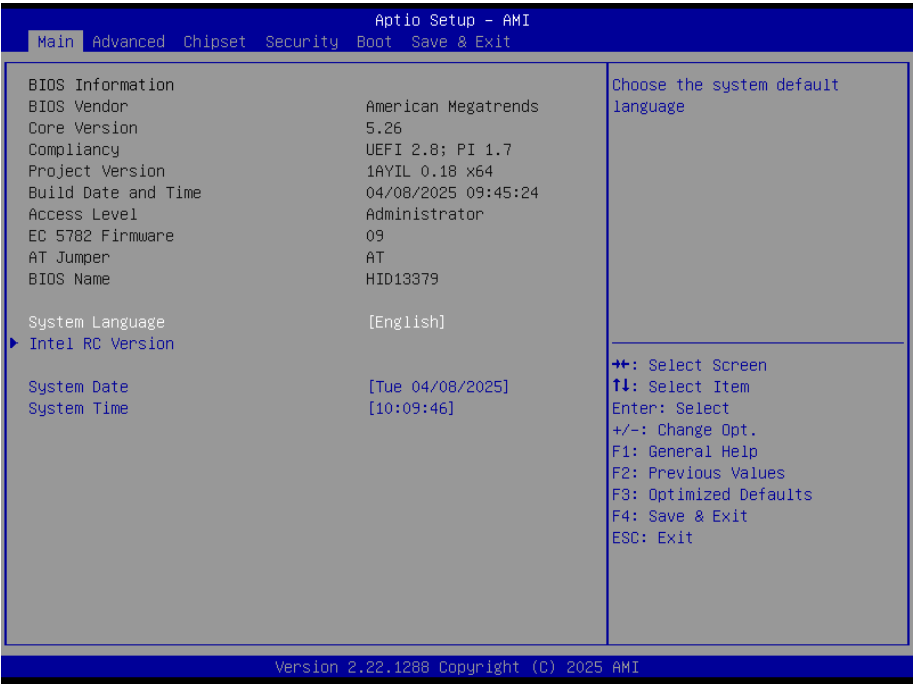 Aptio Setup – AMI
Main Advanced Chipset Security Boot Save & Exit
BIOS Information
BIOS Vendor American Megatrends
Core Version 5.26
Compliancy UEFI 2.8; PI 1.7
Project Version 1AYIL 0.18 x64
Build Date and Time 04/08/2025 09:45:24
Access Level Administrator
EC 5782 Firmware 09
AT Jumper AT
BIOS Name HID13379
System Language [English]
Intel RC Version
System Date [Tue 04/08/2025]
System Time [10:09:46]
Choose the system default
language
→←: Select Screen
↑↓: Select Item
Enter: Select
+/-: Change Opt.
F1: General Help
F2: Previous Values
F3: Optimized Defaults
F4: Save & Exit
ESC: Exit
Version 2.22.1288 Copyright (C) 2025 AMI